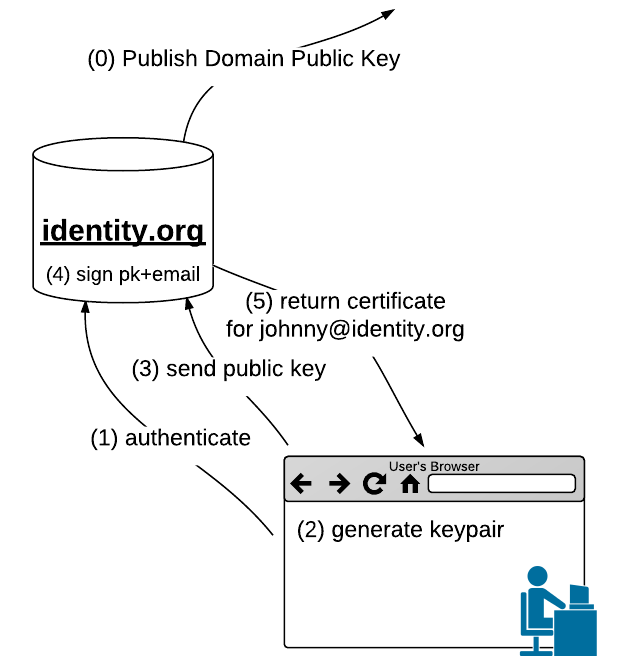 (0) Publish Domain Public Key
identity.org
(4) sign pk+email
(5) return certificate
for johnny@identity.org
(3) send public key
(1) authenticate
User's Browser
(2) generate keypair